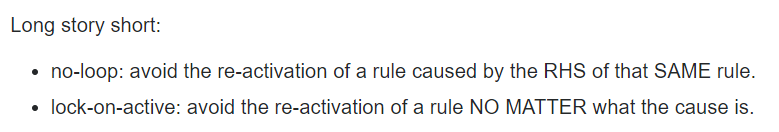 Long story short:
• no-loop: avoid the re-activation of a rule caused by the RHS of that SAME rule.
• lock-on-active: avoid the re-activation of a rule NO MATTER what the cause is.